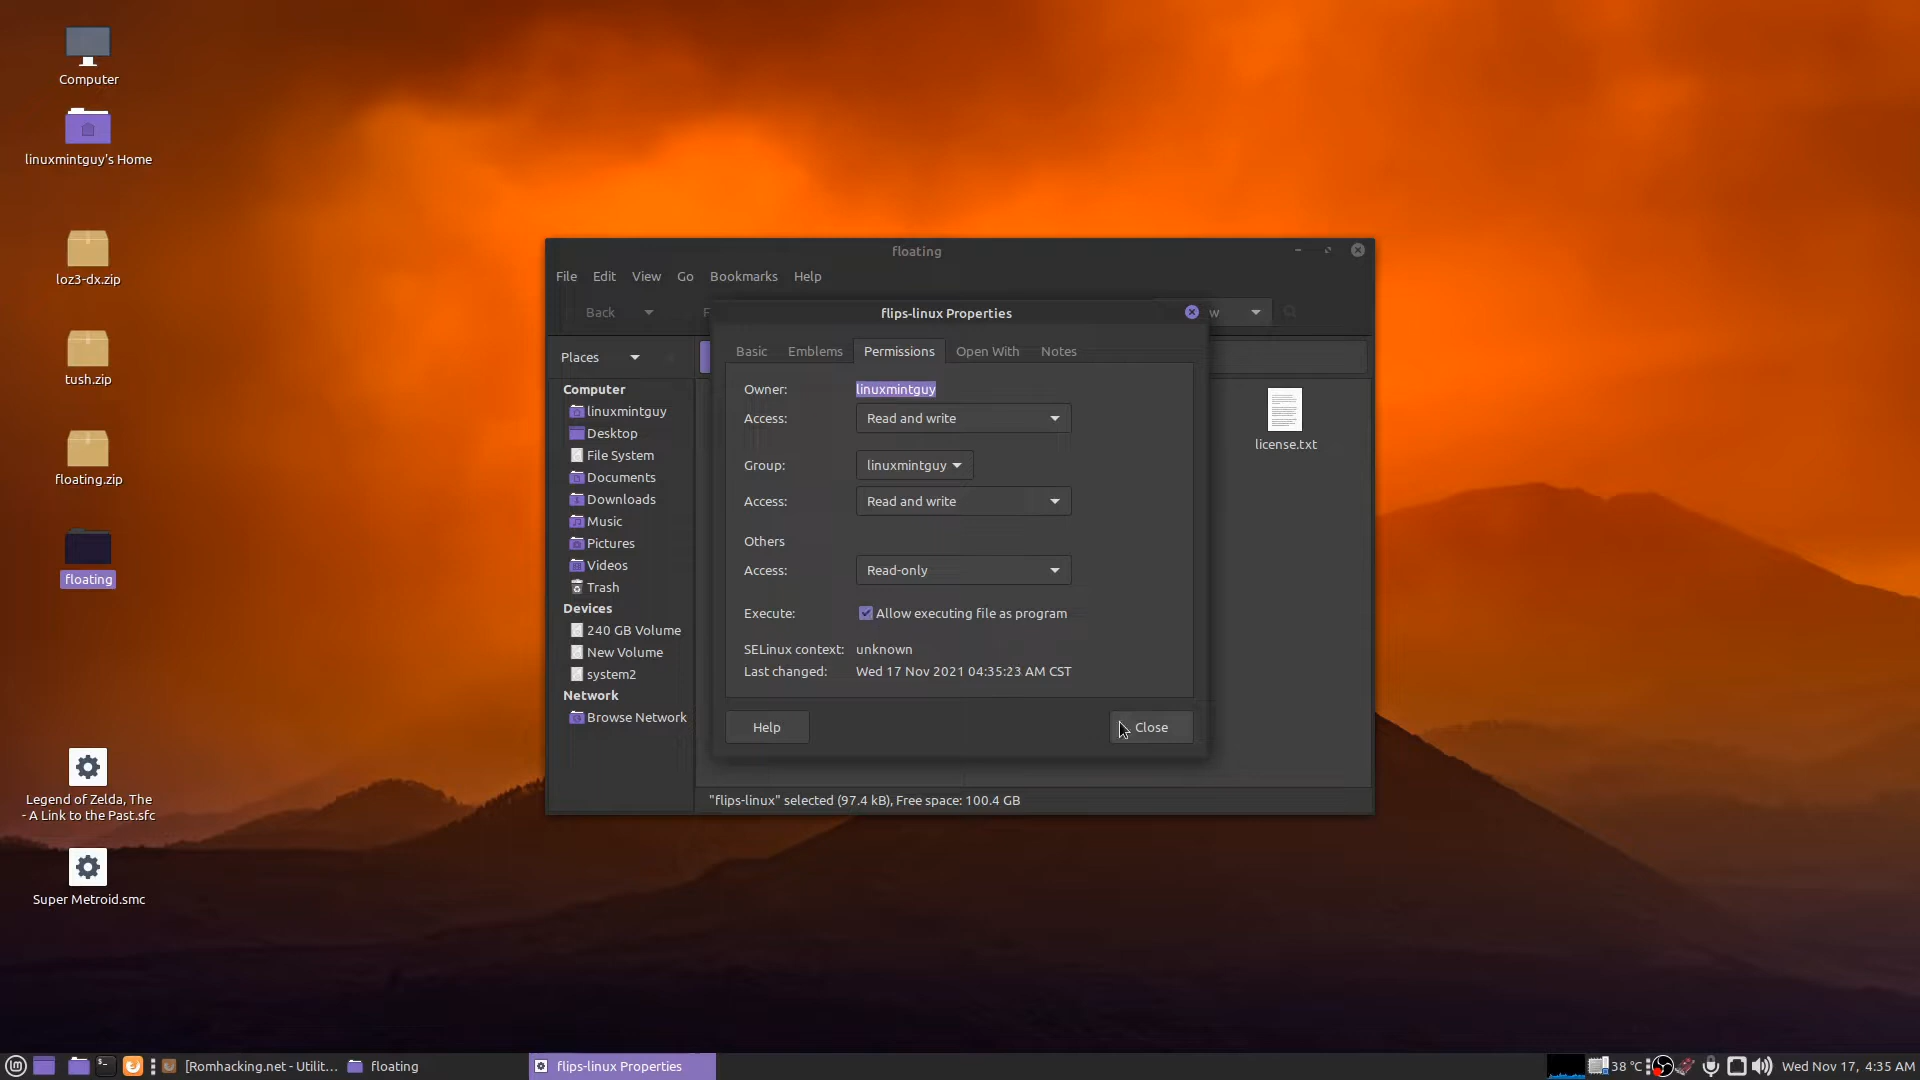 Computer
linuxmintguy's Home
loz3-dx.zip
tush.zip
floating.zip
floating
Legend of Zelda, The
- A Link to the Past.sfc
Super Metroid.smc
floating
File Edit View Go Bookmarks Help
Back
Places
Computer
linuxmintguy
Desktop
File System
Documents
Downloads
Music
Pictures
Videos
Trash
Devices
240 GB Volume
New Volume
system2
Network
Browse Network
flips-linux Properties
Basic Emblems Permissions Open With Notes
Owner: linuxmintguy
Access: Read and write
Group: linuxmintguy
Access: Read and write
Others
Access: Read-only
Execute: Allow executing file as program
SELinux context: unknown
Last changed: Wed 17 Nov 2021 04:35:23 AM CST
Help Close
license.txt
"flips-linux" selected (97.4 kB), Free space: 100.4 GB
[Romhacking.net - Utilit... floating flips-linux Properties 38 °C Wed Nov 17, 4:35 AM